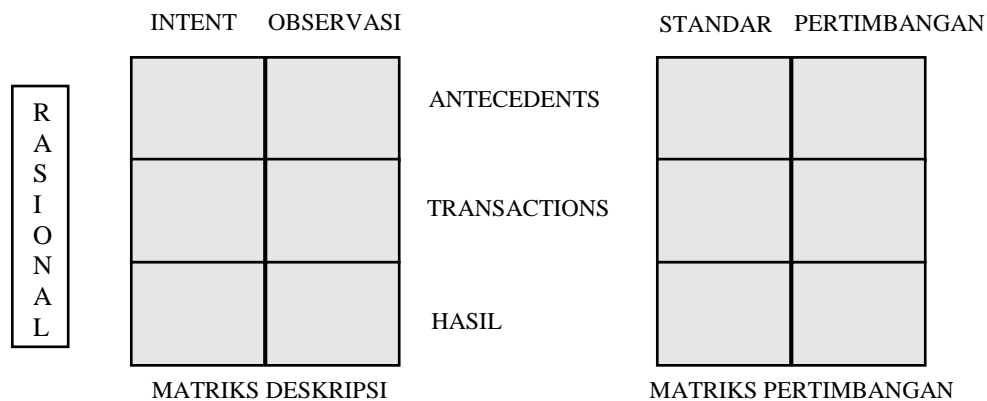 INTENT OBSERVASI
STANDAR PERTIMBANGAN
R
A
S
I
O
N
A
L
ANTECEDENTS
TRANSACTIONS
HASIL
MATRIKS DESKRIPSI
MATRIKS PERTIMBANGAN